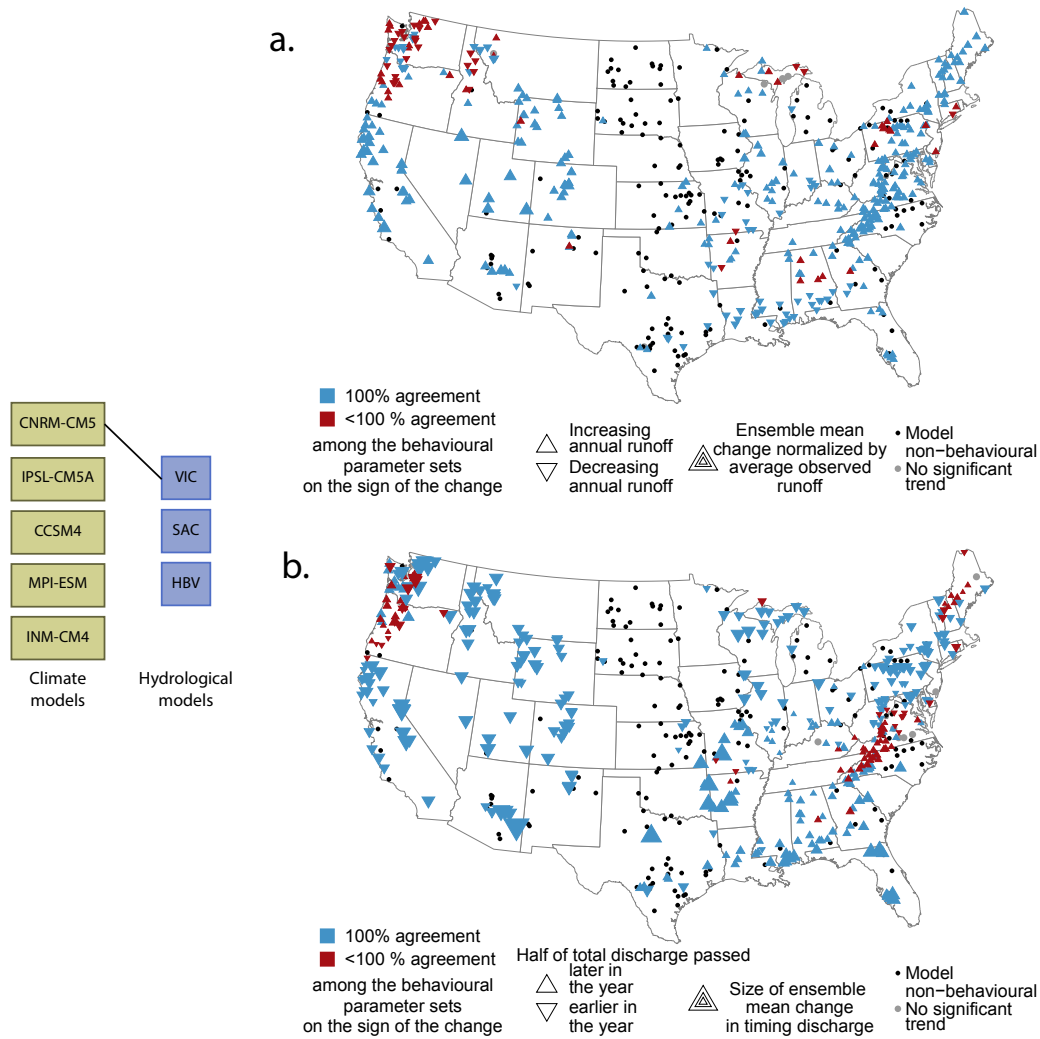 a.
100% agreement
<100 % agreement
among the behavioural
parameter sets
on the sign of the change
Increasing
annual runoff
Decreasing
annual runoff
Ensemble mean
change normalized by
average observed
runoff
Model
non−behavioural
No significant
trend
CNRM-CM5
IPSL-CM5A
CCSM4
MPI-ESM
INM-CM4
Climate
models
VIC
SAC
HBV
Hydrological
models
b.
100% agreement
<100 % agreement
among the behavioural
parameter sets
on the sign of the change
Half of total discharge passed
later in
the year
earlier in
the year
Size of ensemble
mean change
in timing discharge
Model
non−behavioural
No significant
trend